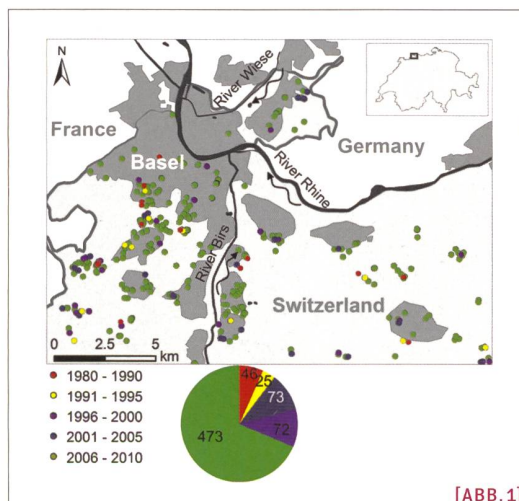 N
River Wiese
France
Germany
Basel
River Rhine
River Birs
Switzerland
0 2.5 5
km
1980 - 1990
1991 - 1995
1996 - 2000
2001 - 2005
2006 - 2010
46
25
73
72
473
[ABB.1]